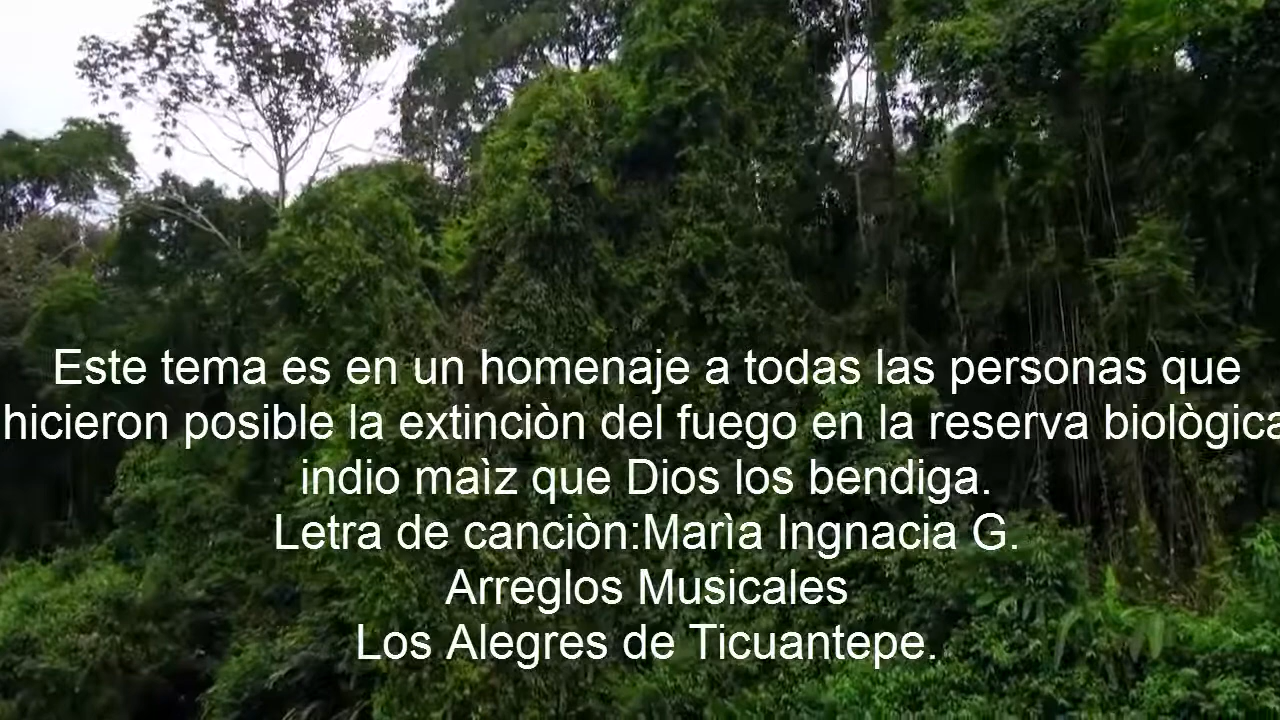 Este tema es en un homenaje a todas las personas que
hicieron posible la extinciòn del fuego en la reserva biològica
indio maìz que Dios los bendiga.
Letra de canciòn:Marìa Ingnacia G.
Arreglos Musicales
Los Alegres de Ticuantepe.